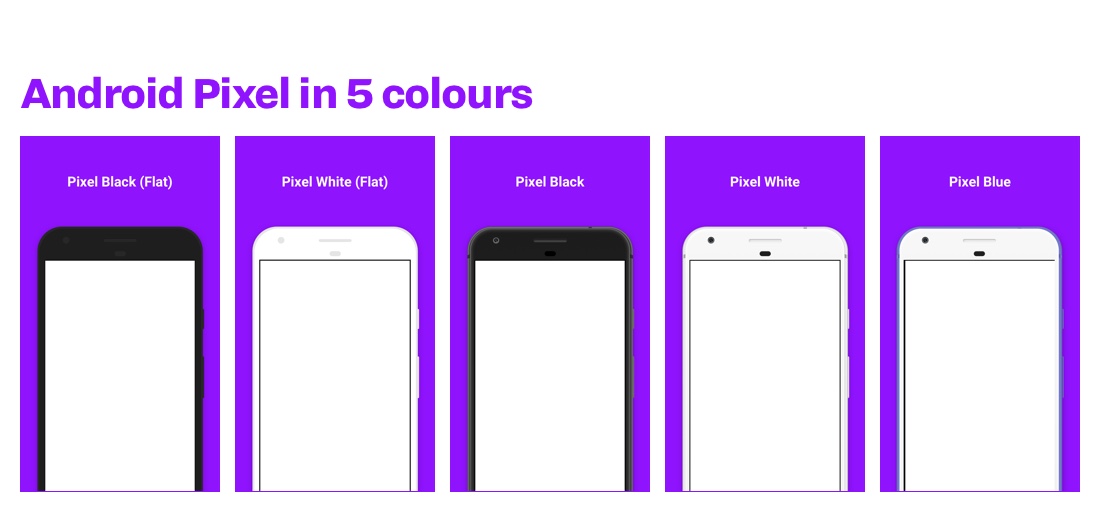 Android Pixel in 5 colours
Pixel Black (Flat)
Pixel White (Flat)
Pixel Black
Pixel White
Pixel Blue